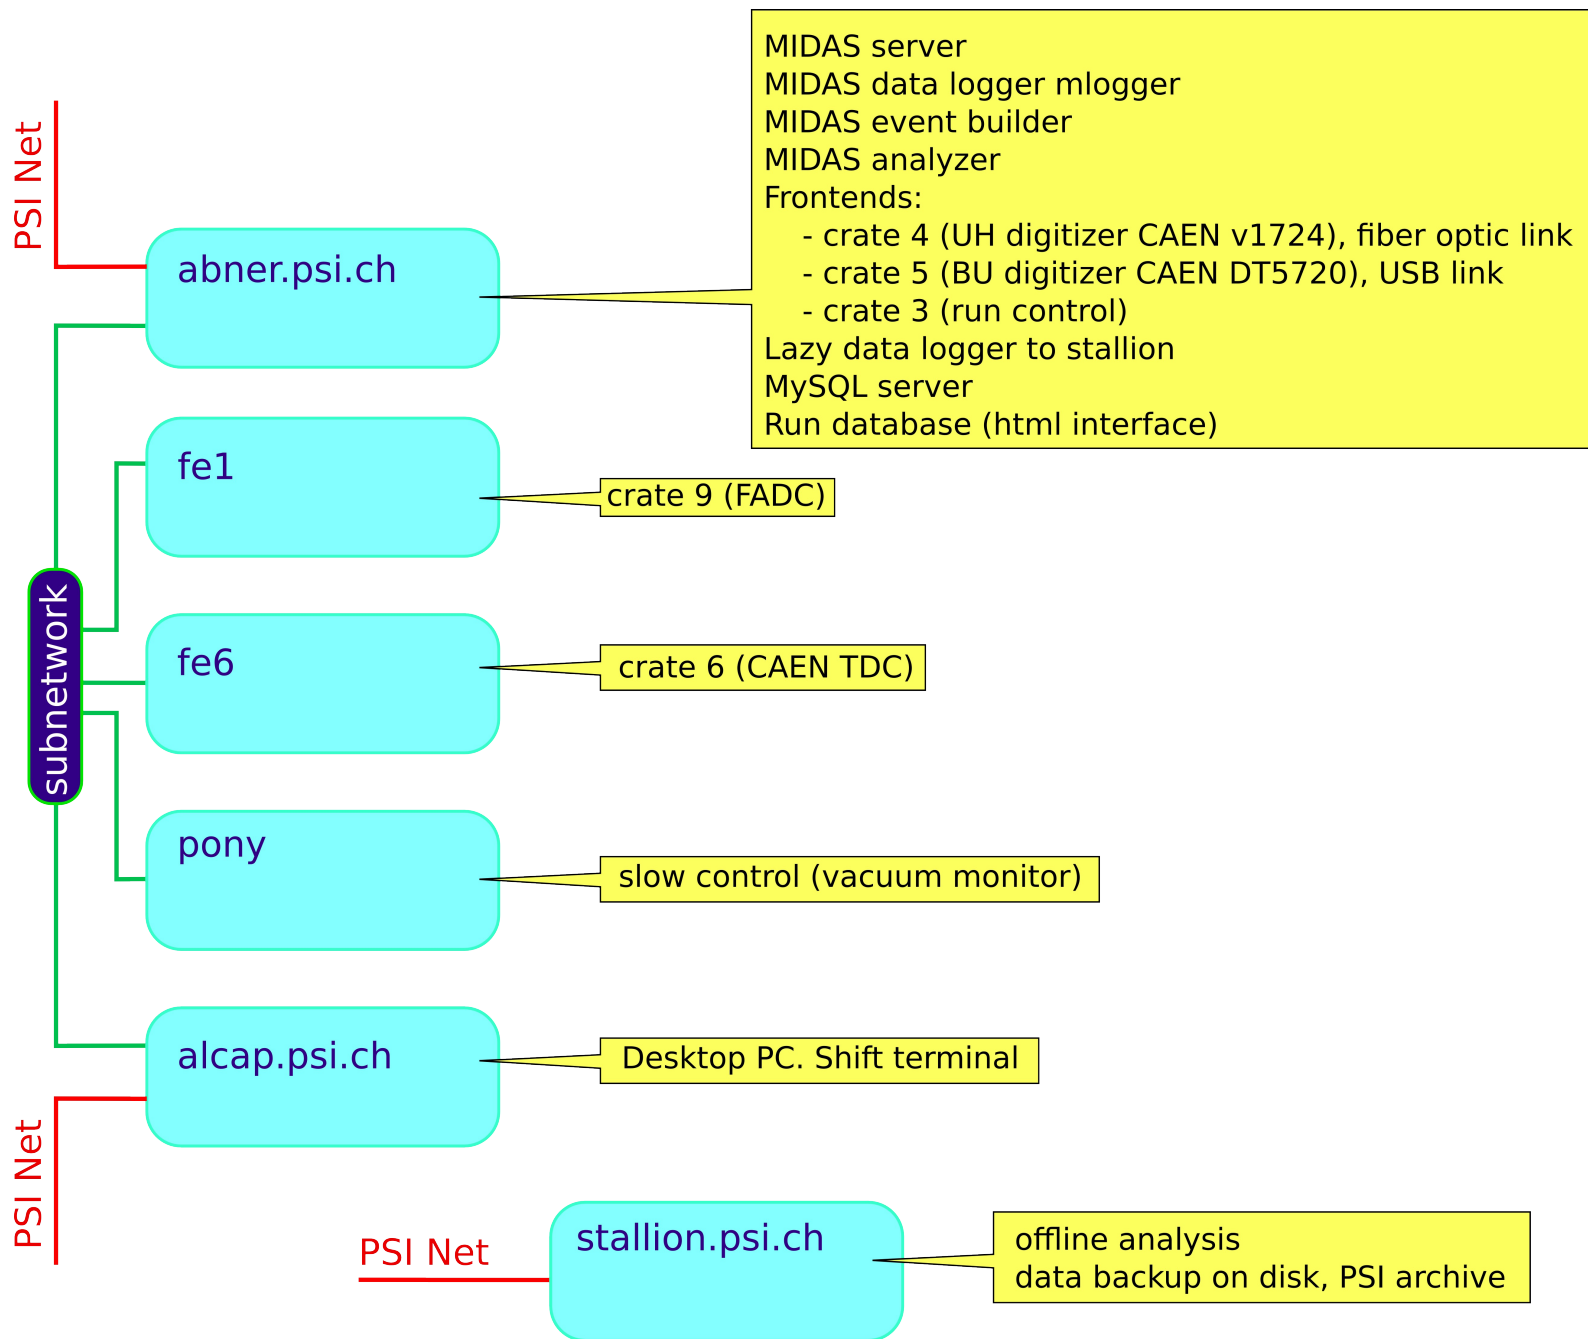 MIDAS server
MIDAS data logger mlogger
MIDAS event builder
MIDAS analyzer
Frontends:
- crate 4 (UH digitizer CAEN v1724), fiber optic link
- crate 5 (BU digitizer CAEN DT5720), USB link
- crate 3 (run control)
Lazy data logger to stallion
MySQL server
Run database (html interface)
PSI Net
abner.psi.ch
fe1
crate 9 (FADC)
subnetwork
fe6
crate 6 (CAEN TDC)
pony
slow control (vacuum monitor)
alcap.psi.ch
Desktop PC. Shift terminal
PSI Net
PSI Net
stallion.psi.ch
offline analysis
data backup on disk, PSI archive